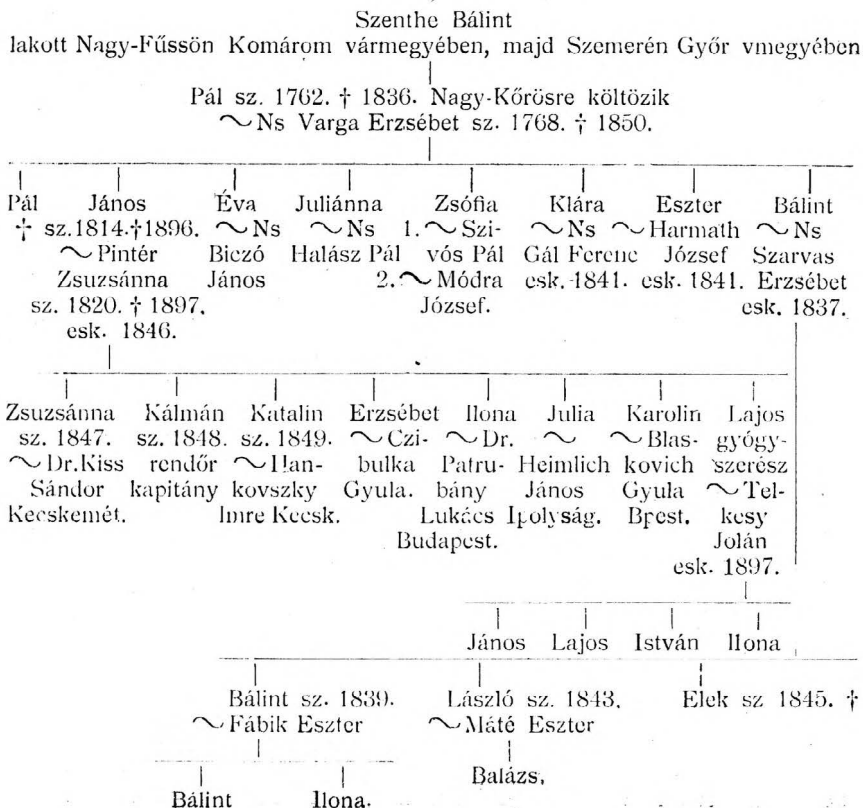 Szenthe Bálint
lakott Nagy-Fűssön Komárom vármegyében, majd Szemerén Győr vmegyében
Pál sz. 1762. † 1836. Nagy-Kőrösre költözik
~Ns Varga Erzsébet sz. 1768. † 1850.
Pál János Éva Juliánna Zsófia Klára Eszter Bálint
† sz.1814.†1896. ~Ns ~Ns 1.~Szi- ~Ns ~Harmath ~Ns
~Pintér Biczó Halász Pál vós Pál Gál Ferenc József Szarvas
Zsuzsánna János 2.~Módra esk. 1841. esk. 1841. Erzsébet
sz. 1820. † 1897. József. esk. 1837.
esk. 1846.
Zsuzsánna Kálmán Katalin Erzsébet Ilona Julia Karolin Lajos
sz. 1847. sz. 1848. sz. 1849. ~Czi- ~Dr. ~ ~Blas- gyógy-
~Dr.Kiss rendőr ~Han- bulka Patru- Heimlich kovich szerész
Sándor kapitány kovszky Gyula. bány János Gyula ~Tel-
Kecskemét. Imre Kecsk. Lukács Ipolyság. Bpest. kesy
Budapest. Jolán
esk. 1897.
János Lajos István Ilona
Bálint sz. 1839. László sz. 1843. Elek sz 1845. †
~Fábik Eszter ~Máté Eszter
Balázs.
Bálint Ilona.